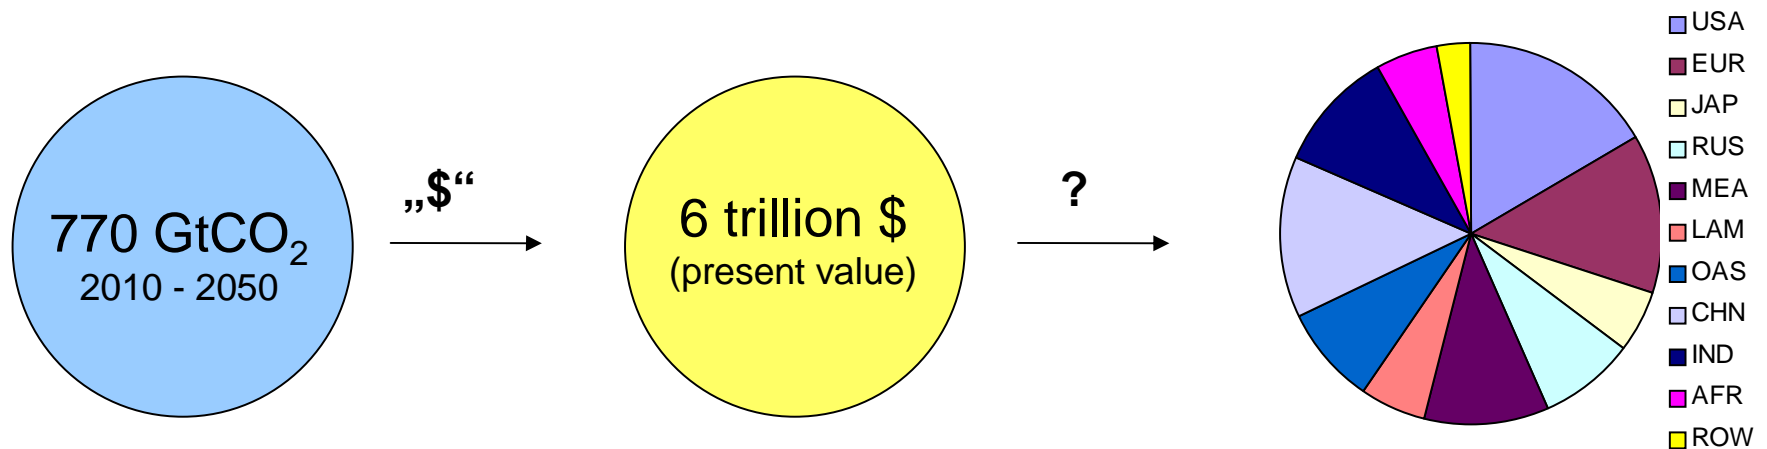 770 GtCO₂
2010 - 2050
„$“
6 trillion $
(present value)
?
USA
EUR
JAP
RUS
MEA
LAM
OAS
CHN
IND
AFR
ROW